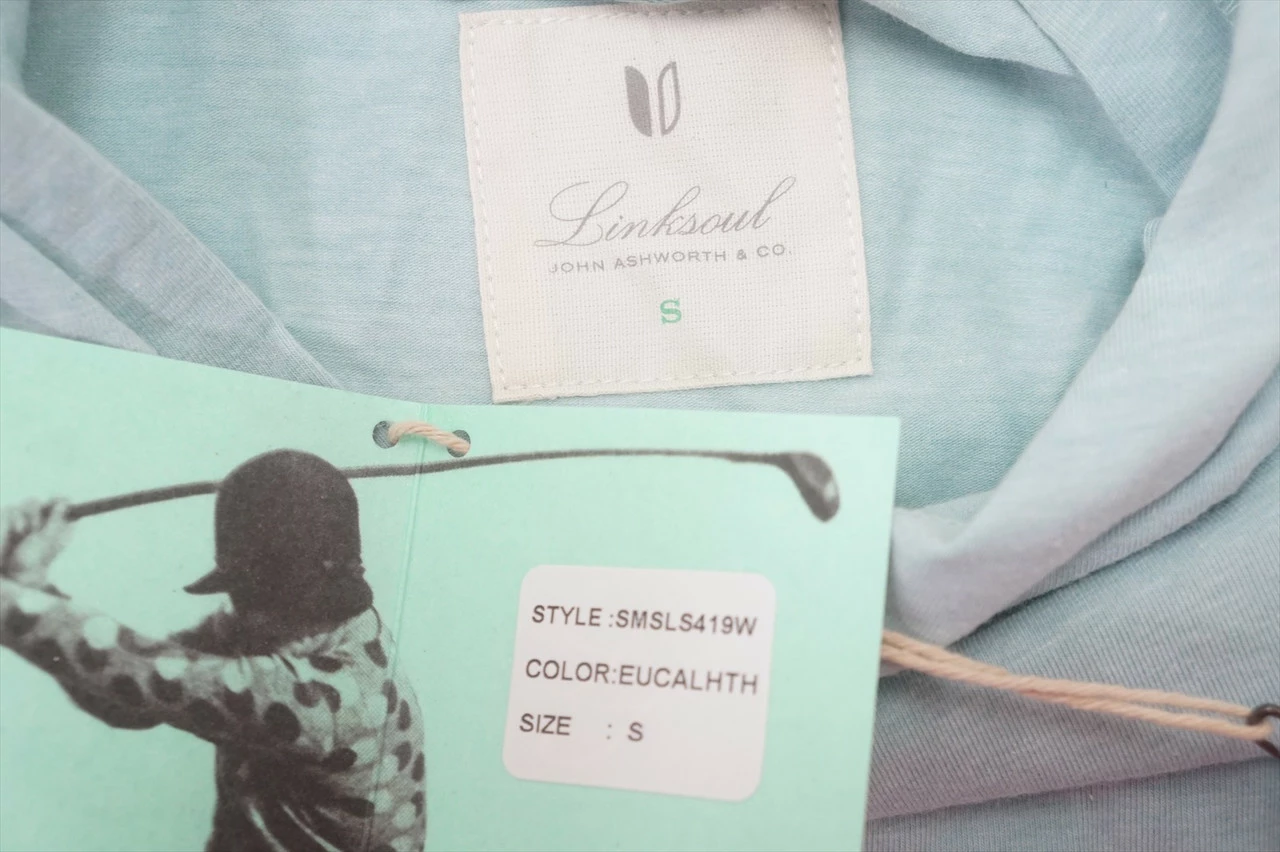 Linksoul
JOHN ASHWORTH & CO.
S
STYLE :SMSLS419W
COLOR:EUCALHTH
SIZE : S